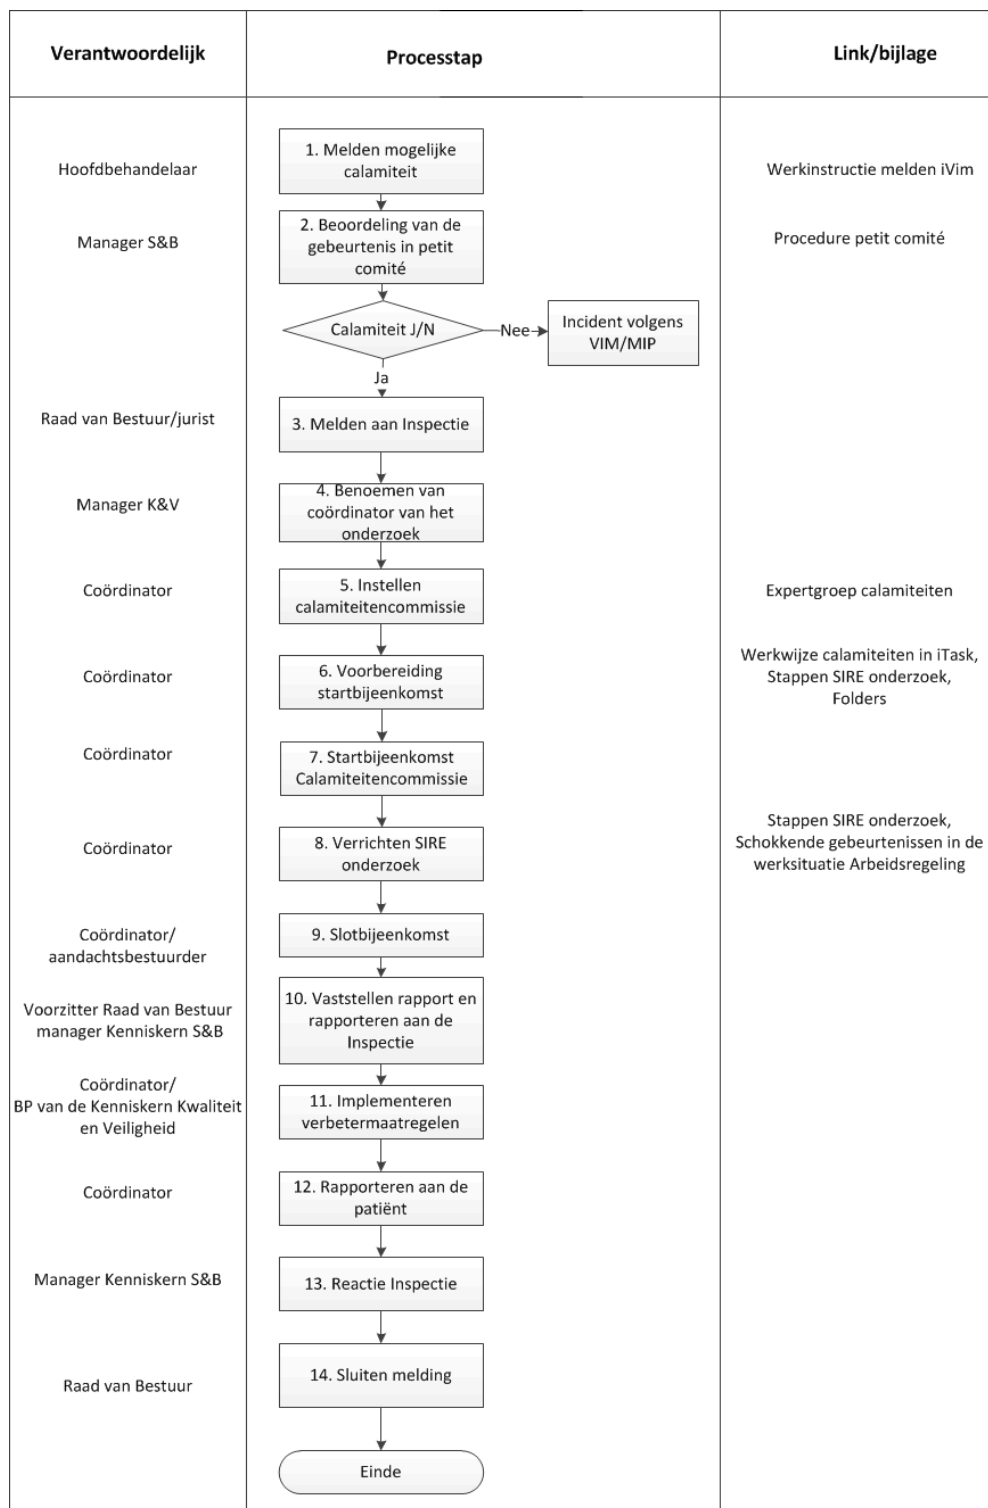 Verantwoordelijk
Processtap
Link/bijlage
Hoofdbehandelaar
1. Melden mogelijke
calamiteit
Werkinstructie melden iVim
Manager S&B
2. Beoordeling van de
gebeurtenis in petit
comité
Procedure petit comité
Calamiteit J/N
Nee
Incident volgens
VIM/MIP
Ja
Raad van Bestuur/jurist
3. Melden aan Inspectie
Manager K&V
4. Benoemen van
coördinator van het
onderzoek
Coördinator
5. Instellen
calamiteitencommissie
Expertgroep calamiteiten
Coördinator
6. Voorbereiding
startbijeenkomst
Werkwijze calamiteiten in iTask,
Stappen SIRE onderzoek,
Folders
Coördinator
7. Startbijeenkomst
Calamiteitencommissie
Coördinator
8. Verrichten SIRE
onderzoek
Stappen SIRE onderzoek,
Schokkende gebeurtenissen in de
werksituatie Arbeidsregeling
Coördinator/
aandachtsbestuurder
9. Slotbijeenkomst
Voorzitter Raad van Bestuur
manager Kenniskern S&B
10. Vaststellen rapport en
rapporteren aan de
Inspectie
Coördinator/
BP van de Kenniskern Kwaliteit
en Veiligheid
11. Implementeren
verbetermaatregelen
Coördinator
12. Rapporteren aan de
patiënt
Manager Kenniskern S&B
13. Reactie Inspectie
Raad van Bestuur
14. Sluiten melding
Einde